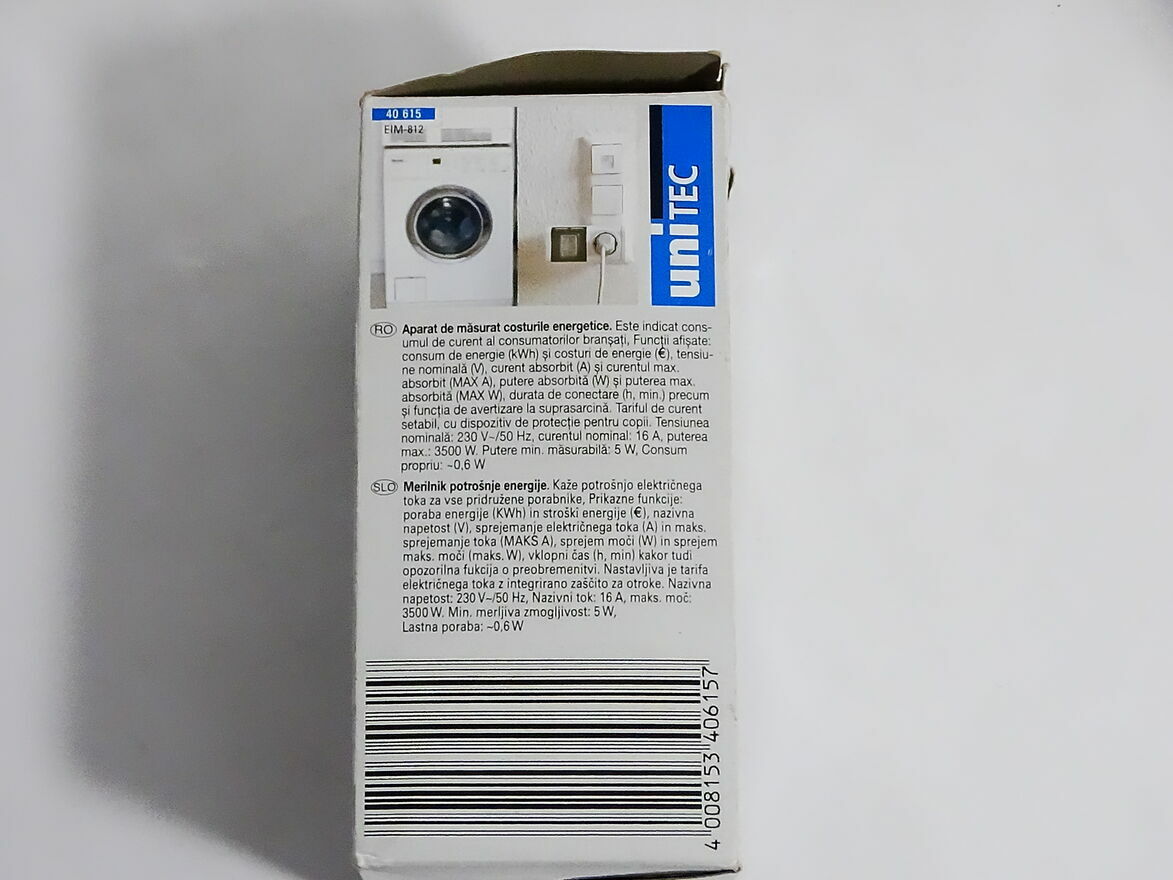 40 615
EIM-812
uniTEC
RO Aparat de măsurat costurile energetice. Este indicat cons-
umul de curent al consumatorilor branşaţi, Funcţii afişate:
consum de energie (kWh) şi costuri de energie (€), tensiu-
ne nominală (V), curent absorbit (A) şi curentul max.
absorbit (MAX A), putere absorbită (W) şi puterea max.
absorbită (MAX W), durata de conectare (h, min.) precum
şi funcţia de avertizare la suprasarcină. Tariful de curent
setabil, cu dispozitiv de protecţie pentru copii. Tensiunea
nominală: 230 V~/50 Hz, curentul nominal: 16 A, puterea
max.: 3500 W. Putere min. măsurabilă: 5 W, Consum
propriu: ~0,6 W
SLO Merilnik potrošnje energije. Kaže potrošnjo električnega
toka za vse pridružene porabnike, Prikazne funkcije:
poraba energije (KWh) in stroški energije (€), nazivna
napetost (V), sprejemanje električnega toka (A) in maks.
sprejemanje toka (MAKS A), sprejem moči (W) in sprejem
maks. moči (maks. W), vklopni čas (h, min) kakor tudi
opozorilna fukcija o preobremenitvi. Nastavljiva je tarifa
električnega toka z integrirano zaščito za otroke. Nazivna
napetost: 230 V~/50 Hz, Nazivni tok: 16 A, maks. moč:
3500 W. Min. merljiva zmogljivost: 5 W,
Lastna poraba: ~0,6 W
4 008153 406157